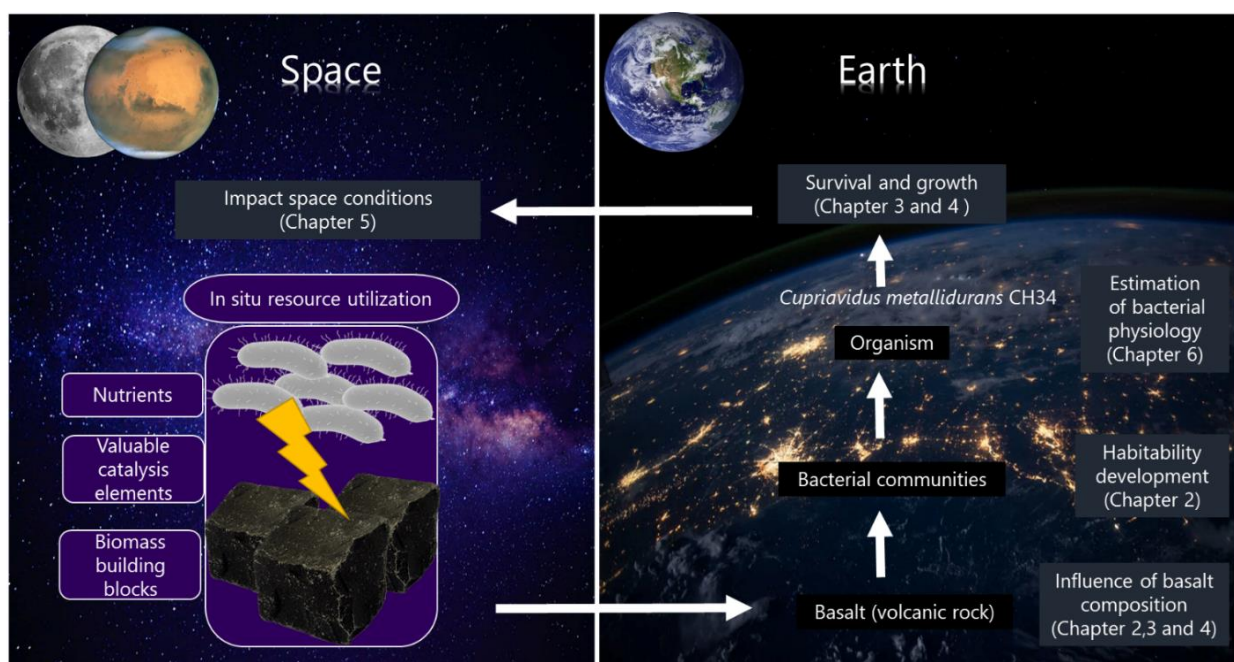 Space
Impact space conditions
(Chapter 5)
In situ resource utilization
Nutrients
Valuable
catalysis
elements
Biomass
building
blocks
Earth
Survival and growth
(Chapter 3 and 4 )
Cupriavidus metallidurans CH34
Organism
Estimation
of bacterial
physiology
(Chapter 6)
Bacterial communities
Habitability
development
(Chapter 2)
Basalt (volcanic rock)
Influence of basalt
composition
(Chapter 2,3 and 4)